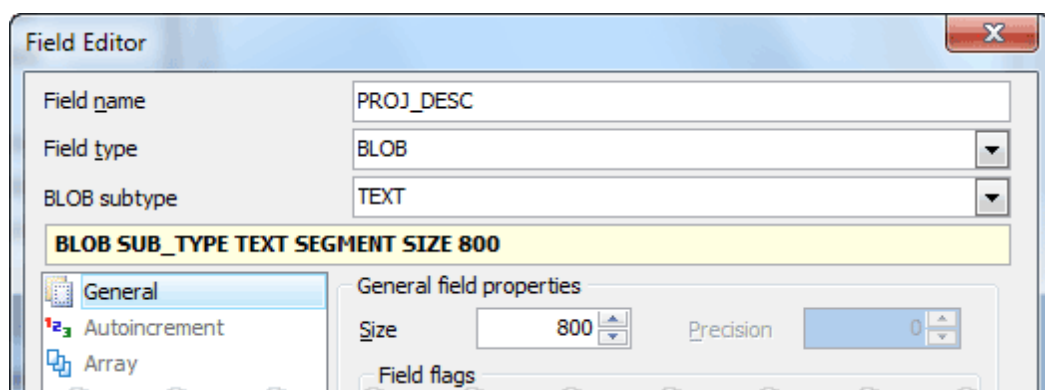 Field Editor
Field name PROJ_DESC
Field type BLOB
BLOB subtype TEXT
BLOB SUB_TYPE TEXT SEGMENT SIZE 800
General
General field properties
Size 800 Precision 0
Autoincrement
Array
Field flags